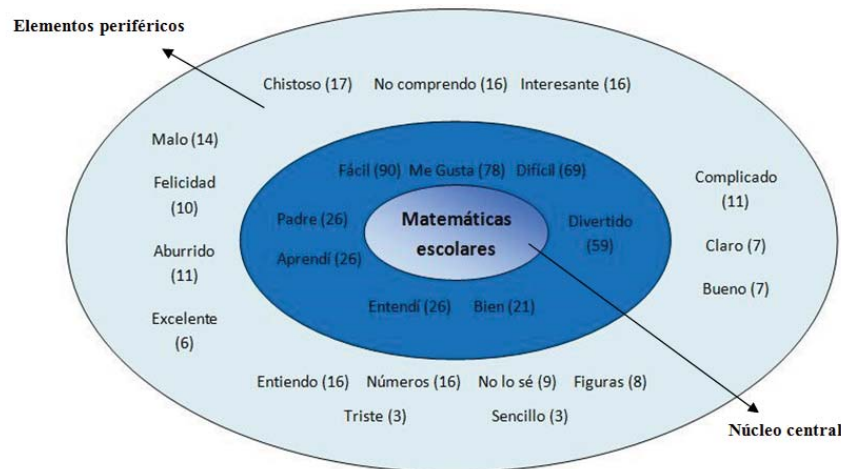 Elementos periféricos
Chistoso (17) No comprendo (16) Interesante (16)
Malo (14)
Fácil (90) Me Gusta (78) Difícil (69)
Complicado
(11)
Felicidad
(10)
Padre (26)
Matemáticas
escolares
Divertido
(59)
Aburrido
(11)
Aprendí (26)
Claro (7)
Bueno (7)
Entendí (26) Bien (21)
Excelente
(6)
Entiendo (16) Números (16) No lo sé (9) Figuras (8)
Triste (3) Sencillo (3)
Núcleo central